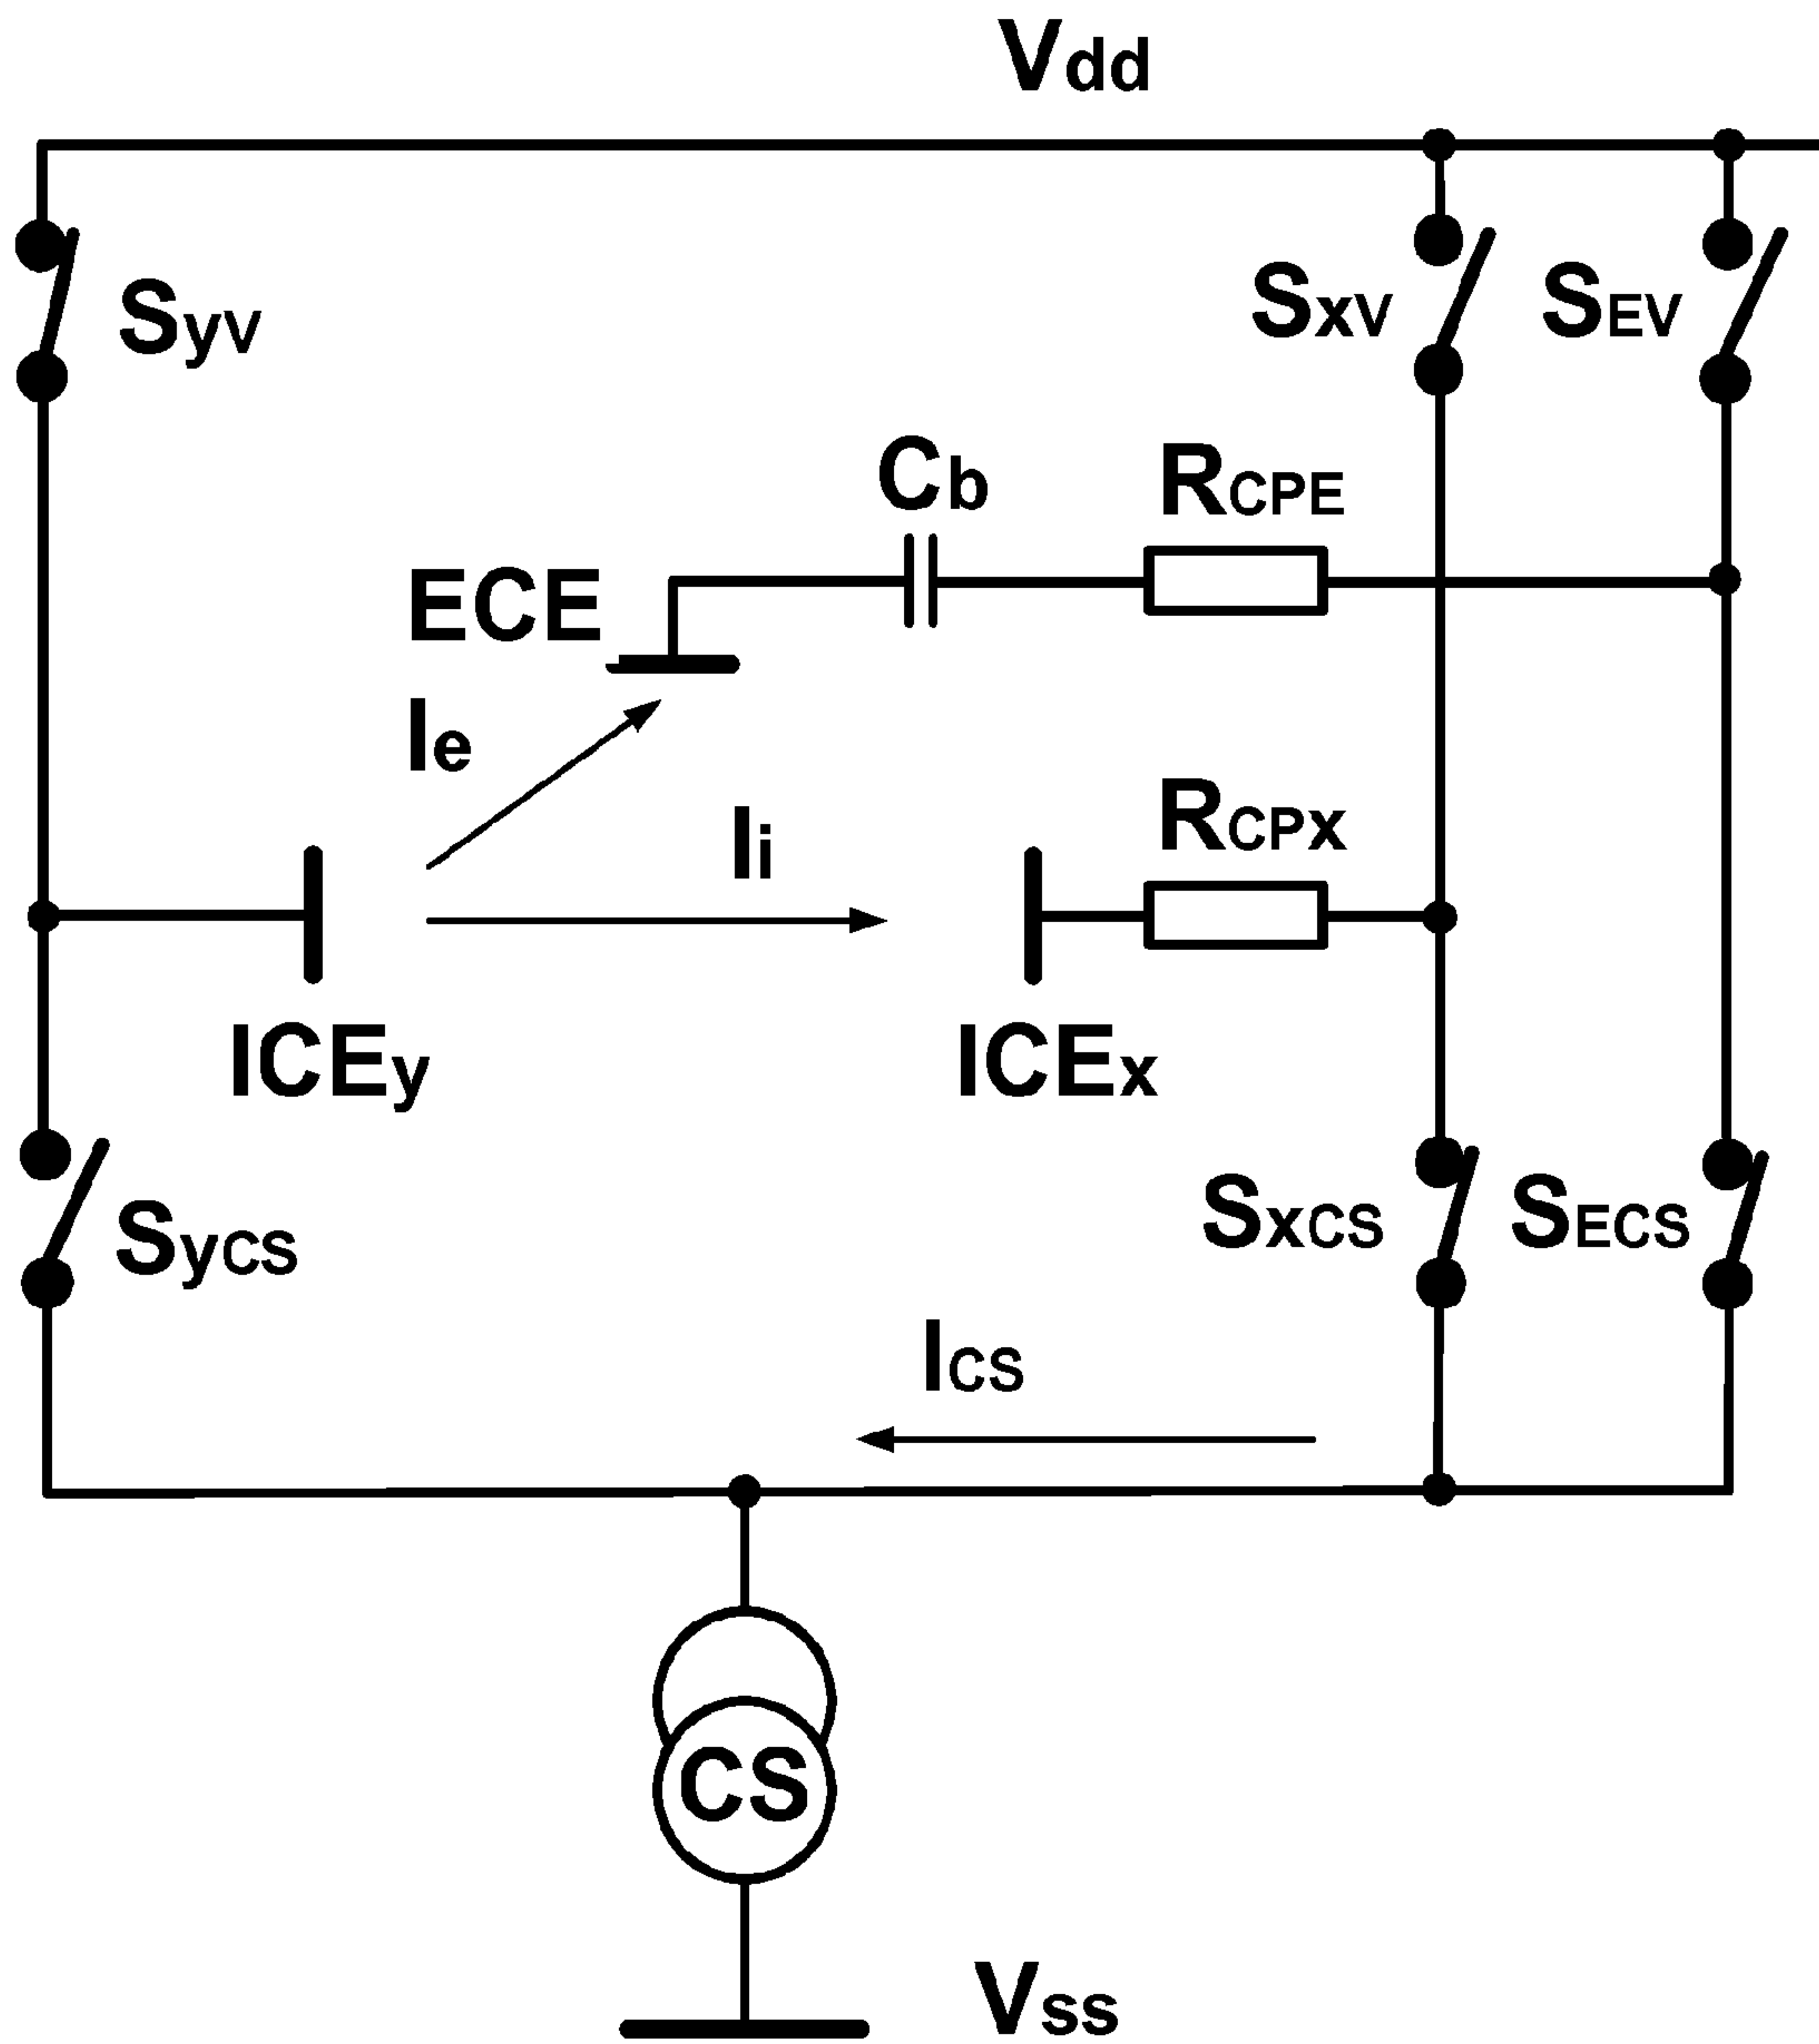 Vdd
SyV
SxV
SEV
Cb
RCPE
ECE
Ie
Ii
RCPx
ICEy
ICEx
SyCS
SxCS
SECS
ICS
CS
Vss